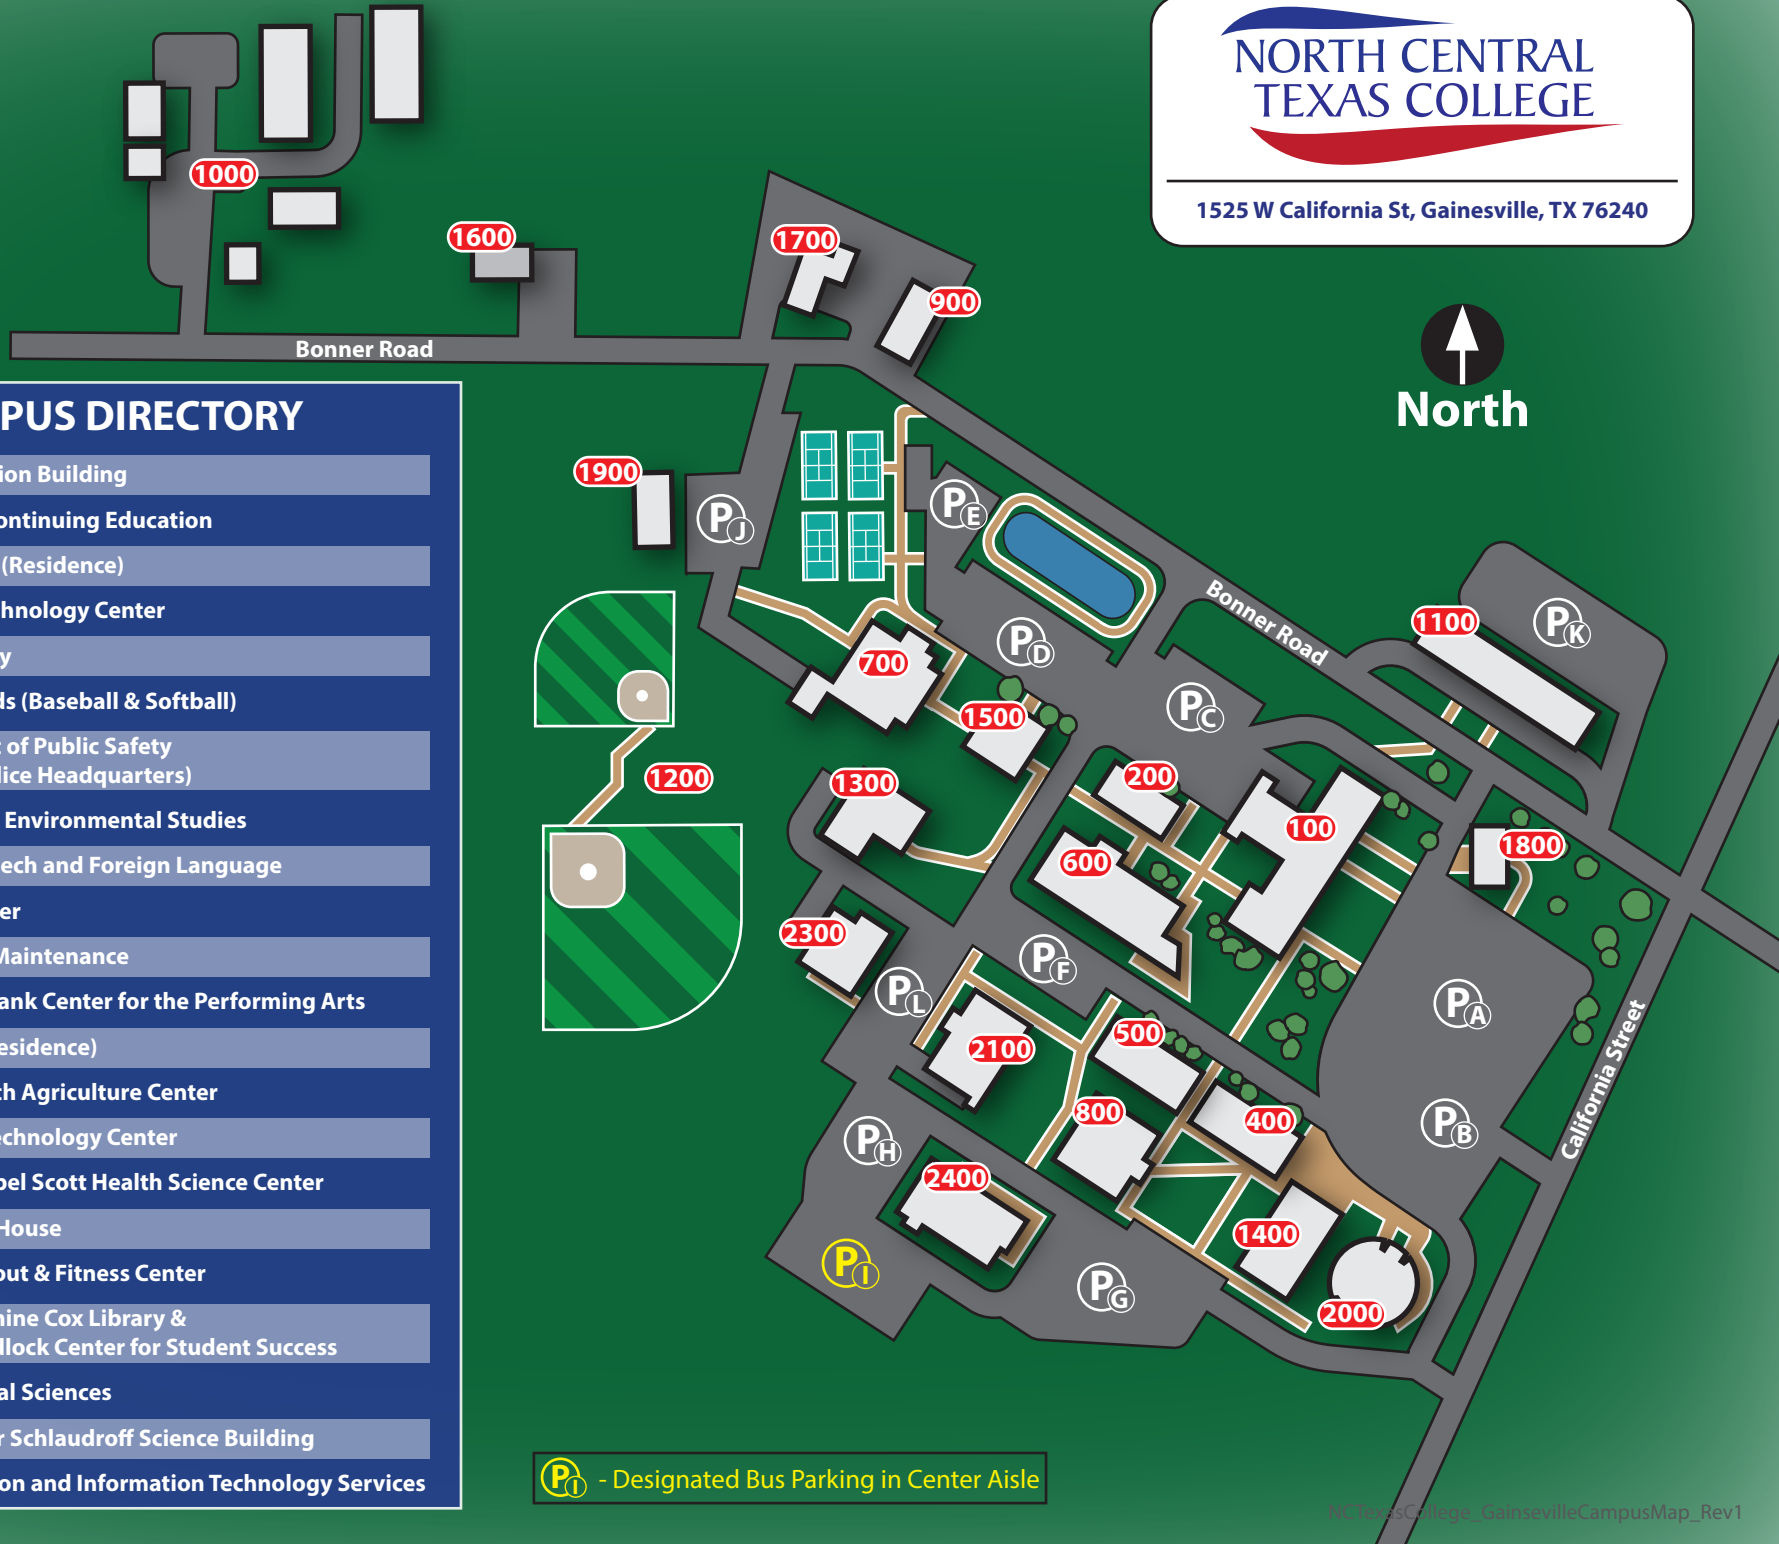 NORTH CENTRAL
TEXAS COLLEGE
1525 W California St, Gainesville, TX 76240
North
1000
1600
1700
900
Bonner Road
PUS DIRECTORY
ion Building
ontinuing Education
(Residence)
chnology Center
y
ds (Baseball & Softball)
t of Public Safety
lice Headquarters)
Environmental Studies
ech and Foreign Language
er
Maintenance
ank Center for the Performing Arts
esidence)
ch Agriculture Center
echnology Center
bel Scott Health Science Center
House
out & Fitness Center
nine Cox Library &
dlock Center for Student Success
al Sciences
r Schlaudroff Science Building
on and Information Technology Services
1900
PJ
PE
Bonner Road
1100
PK
PD
700
PC
1500
1200
1300
200
100
600
1800
2300
PF
PL
PA
500
2100
800
400
PB
California Street
PH
2400
1400
PI
PG
2000
PI - Designated Bus Parking in Center Aisle
NCTexasCollege_GainsevilleCampusMap_Rev1